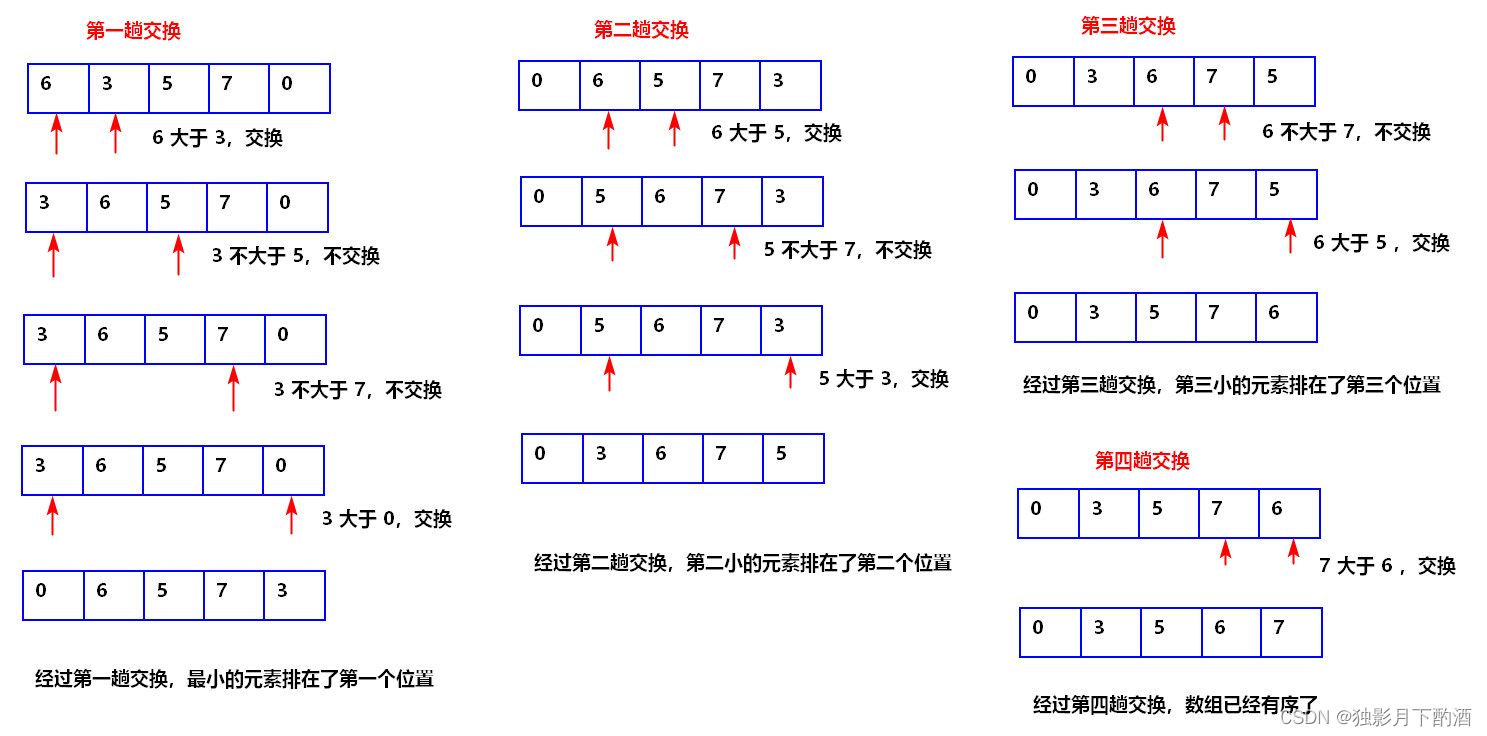 第一趟交换
6 3 5 7 0
6 大于 3，交换
3 6 5 7 0
3 不大于 5，不交换
3 6 5 7 0
3 不大于 7，不交换
3 6 5 7 0
3 大于 0，交换
0 6 5 7 3
经过第一趟交换，最小的元素排在了第一个位置
第二趟交换
0 6 5 7 3
6 大于 5，交换
0 5 6 7 3
5 不大于 7，不交换
0 5 6 7 3
5 大于 3，交换
0 3 6 7 5
经过第二趟交换，第二小的元素排在了第二个位置
第三趟交换
0 3 6 7 5
6 不大于 7，不交换
0 3 6 7 5
6 大于 5 ，交换
0 3 5 7 6
经过第三趟交换，第三小的元素排在了第三个位置
第四趟交换
0 3 5 7 6
7 大于 6 ，交换
0 3 5 6 7
经过第四趟交换，数组已经有序了
CSDN @独影月下酌酒